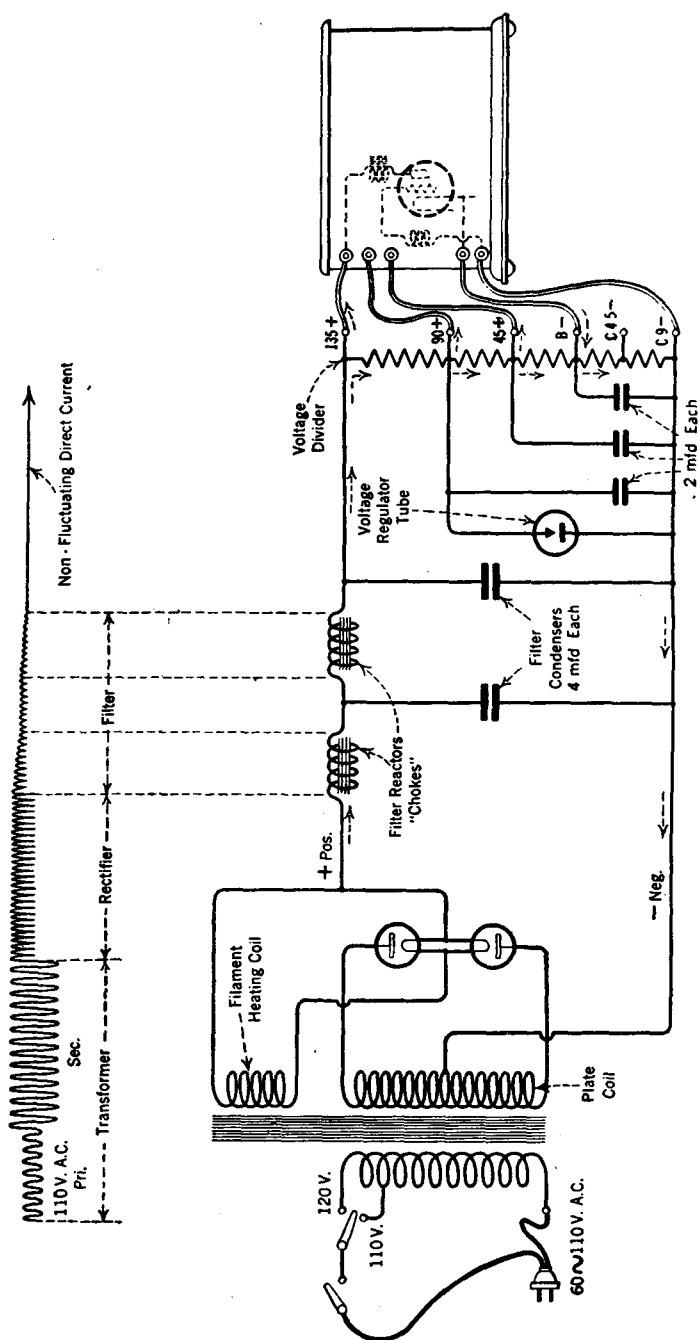 110 V. A.C.
Pri.
Sec.
Transformer
Rectifier
Filter
Non-Fluctuating Direct Current
120 V.
110 V.
60~110 V. A.C.
Filament
Heating Coil
Plate
Coil
+ Pos.
— Neg.
Filter Reactors
"Chokes"
Filter
Condensers
4 mfd Each
Voltage
Divider
Voltage
Regulator
Tube
135+
90+
45+
B-
C 4 5-
C 9-
2 mfd Each